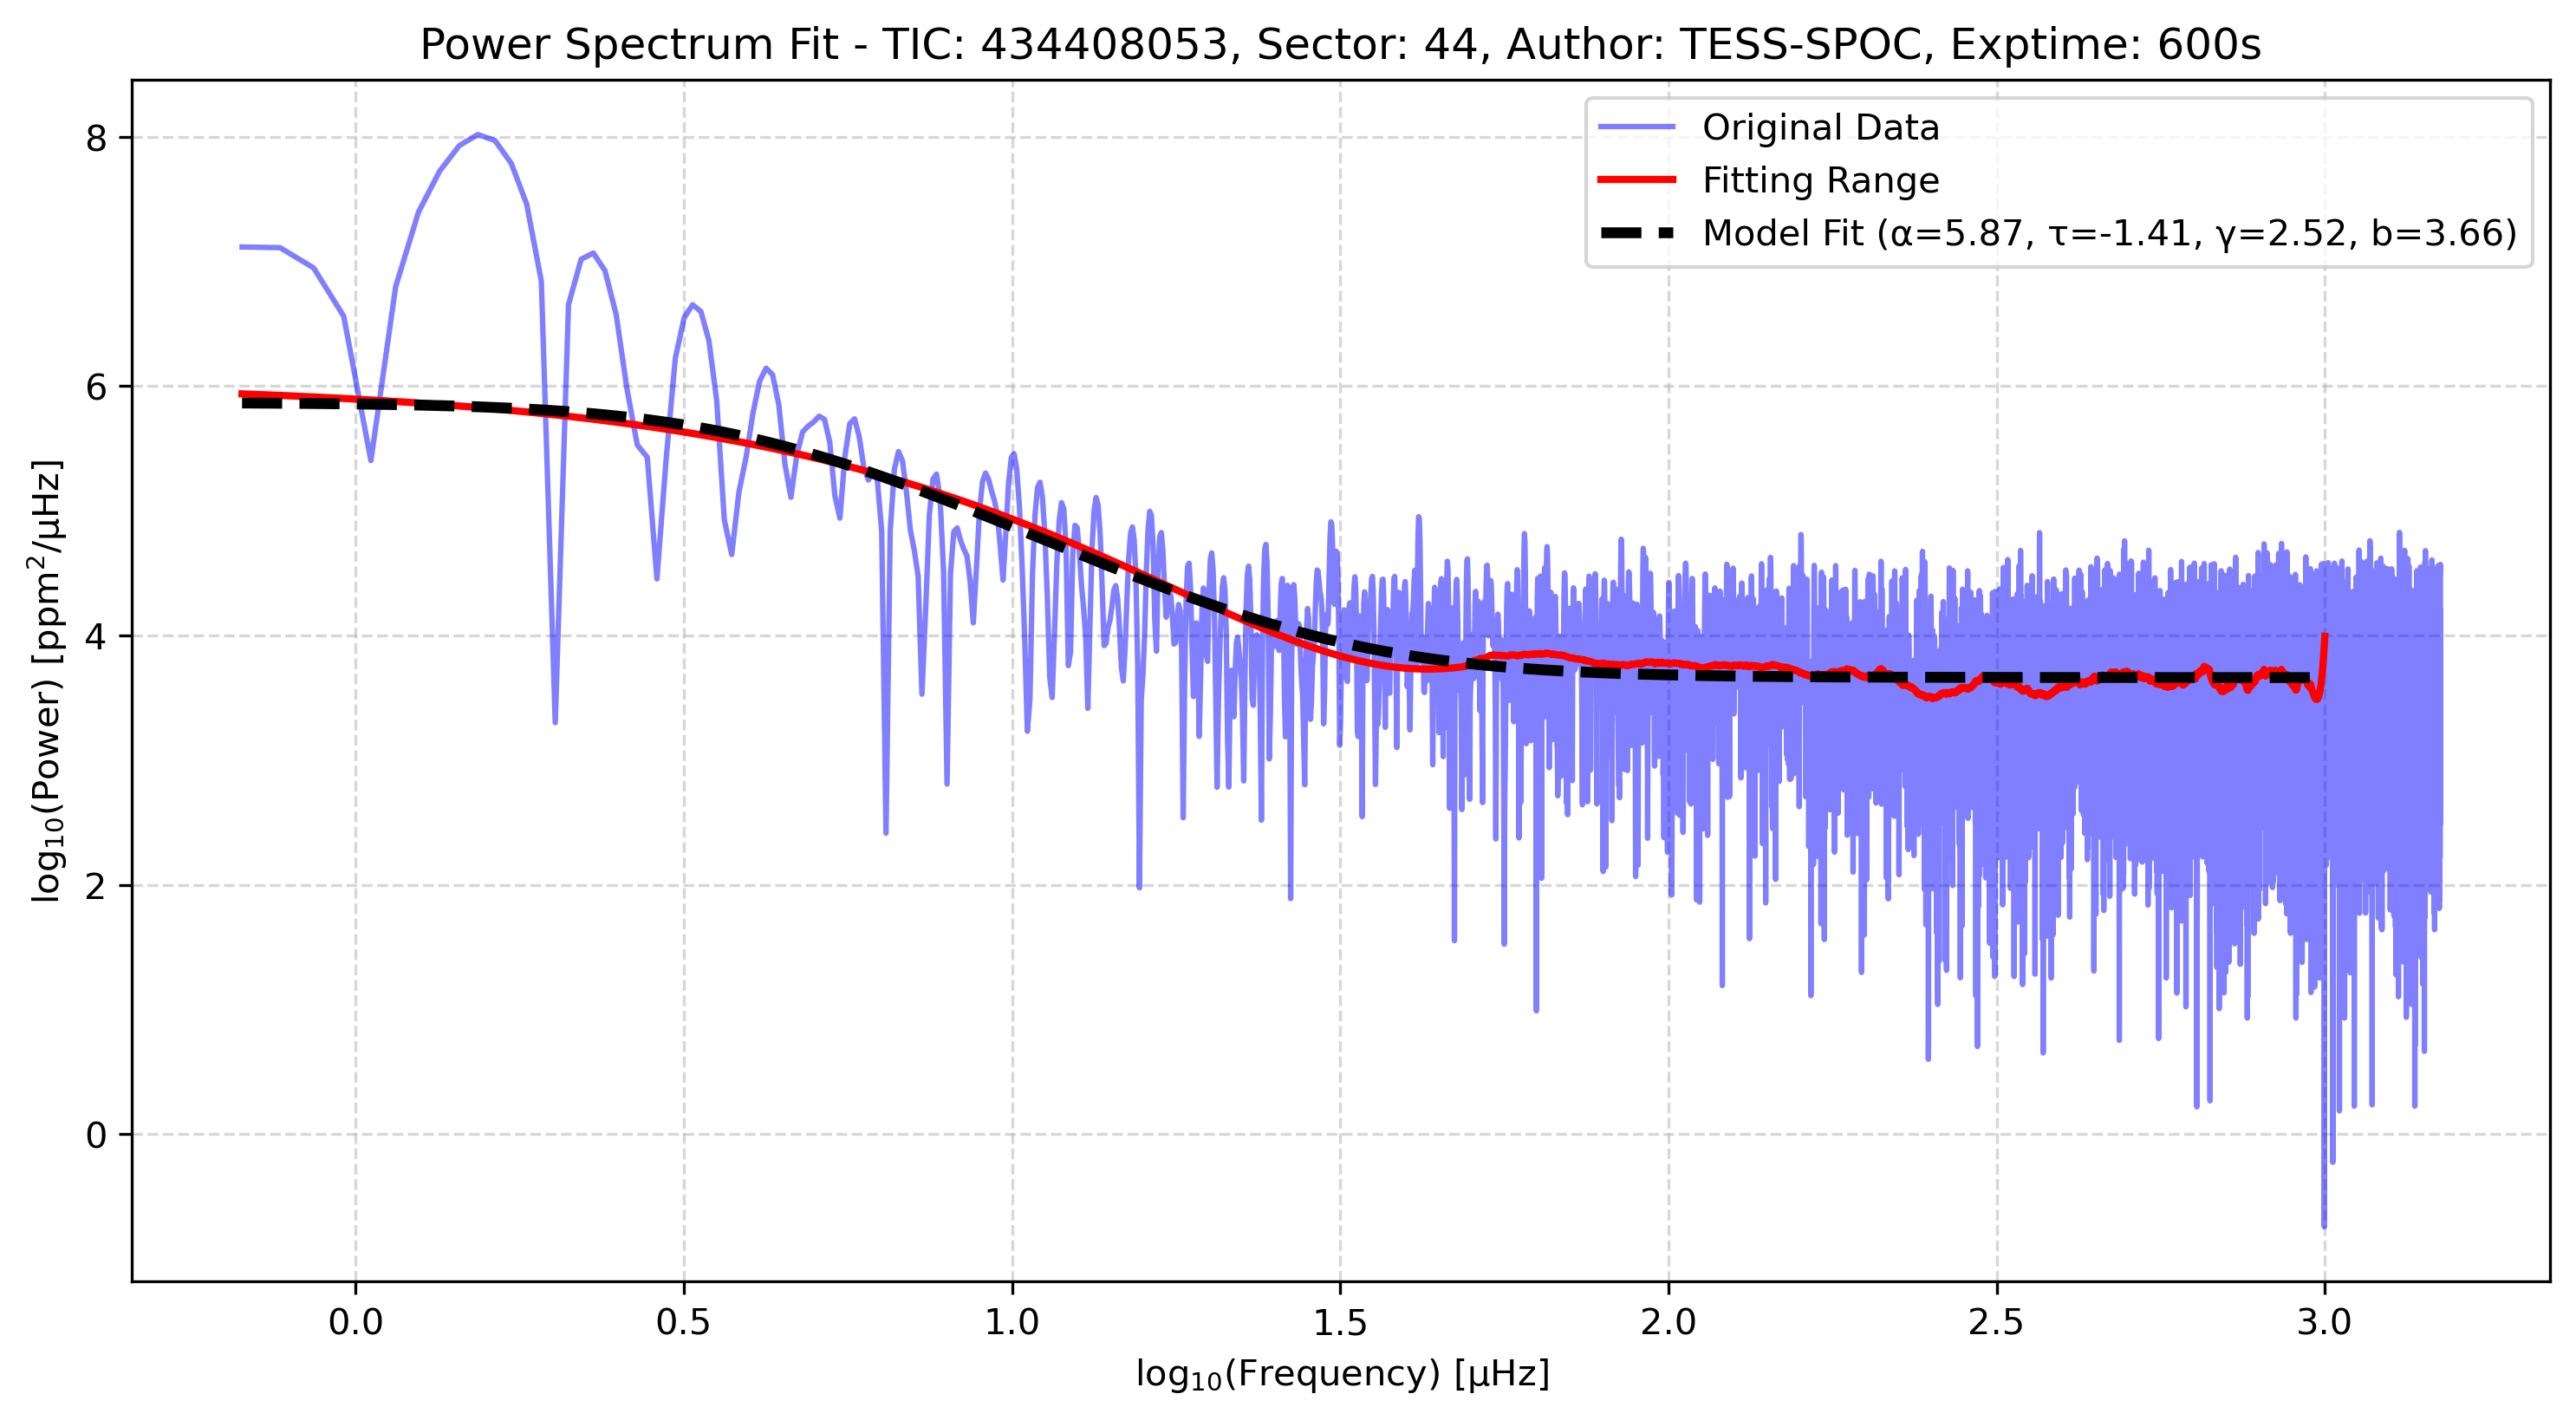 Power Spectrum Fit - TIC: 434408053, Sector: 44, Author: TESS-SPOC, Exptime: 600s
Original Data
Fitting Range
Model Fit (α=5.87, τ=-1.41, γ=2.52, b=3.66)
log₁₀(Power) [ppm²/μHz]
8
6
4
2
0
0.0 0.5 1.0 1.5 2.0 2.5 3.0
log₁₀(Frequency) [μHz]